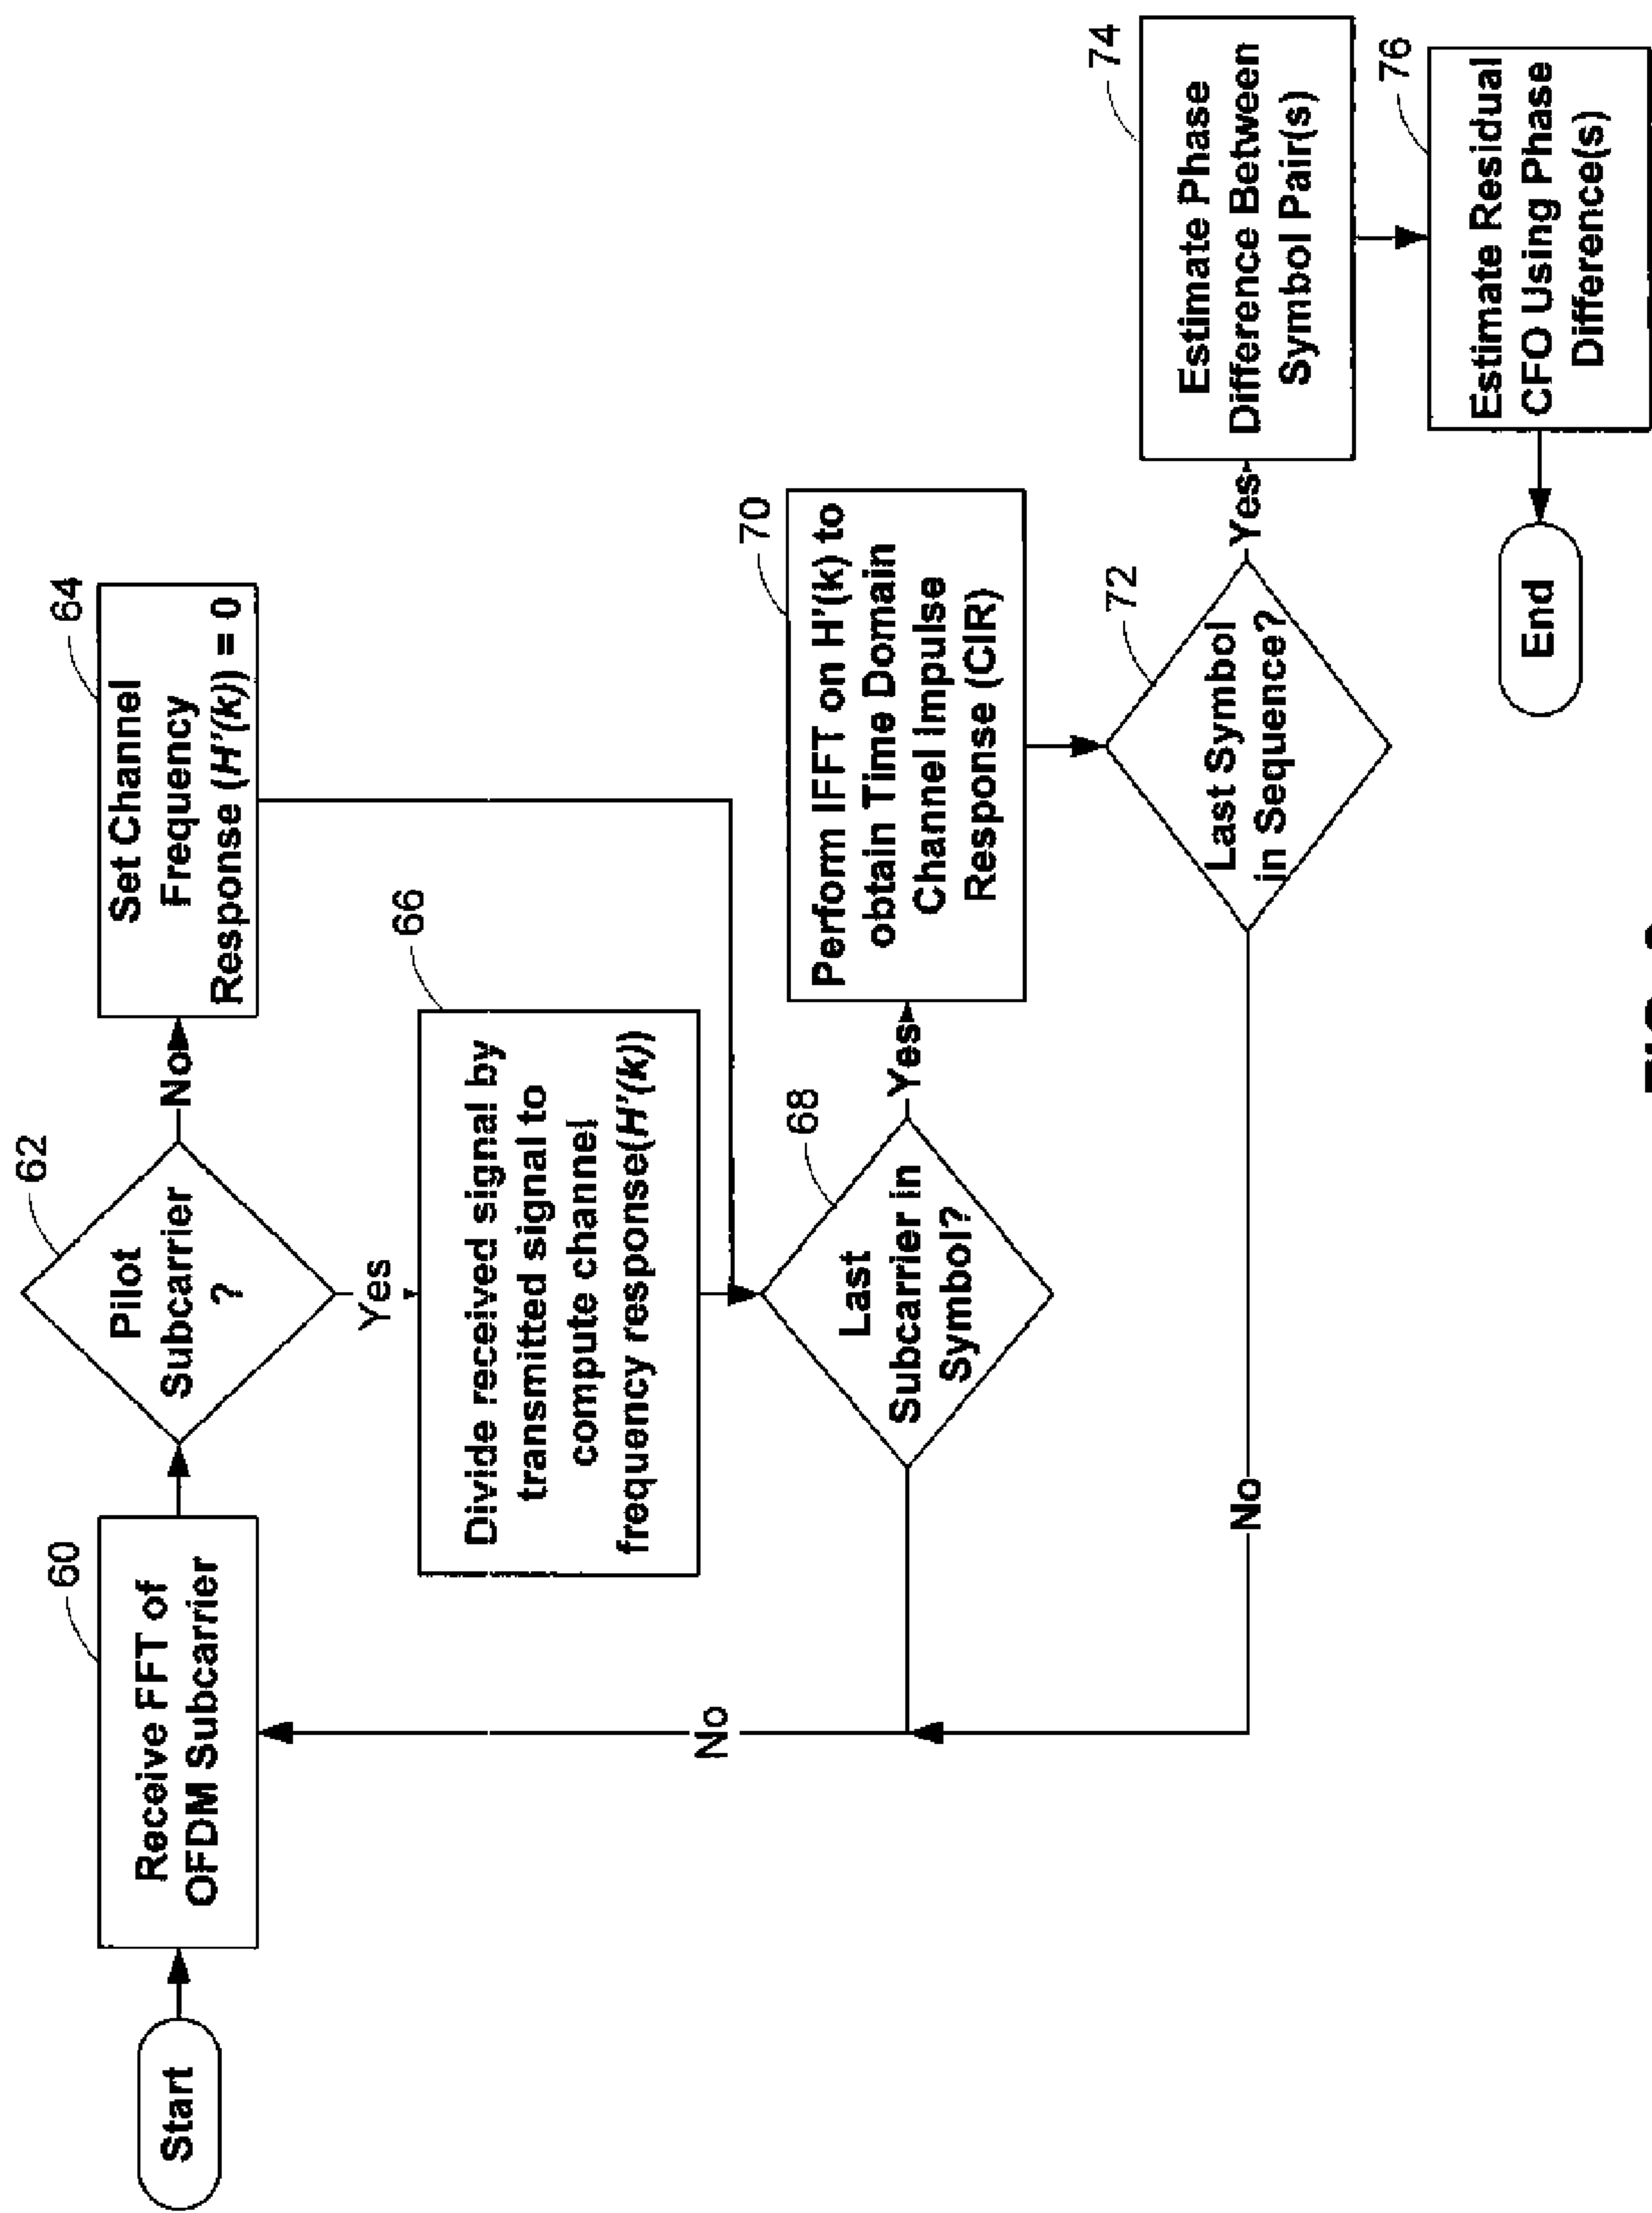 Start
60
Receive FFT of
OFDM Subcarrier
62
Pilot
Subcarrier
?
No
64
Set Channel
Frequency
Response (H'(k)) = 0
Yes
66
Divide received signal by
transmitted signal to
compute channel
frequency response(H'(k))
68
Last
Subcarrier in
Symbol?
No
Yes
70
Perform IFFT on H'(k) to
obtain Time Domain
Channel Impulse
Response (CIR)
72
Last Symbol
in Sequence?
No
Yes
74
Estimate Phase
Difference Between
Symbol Pair(s)
76
Estimate Residual
CFO Using Phase
Difference(s)
End